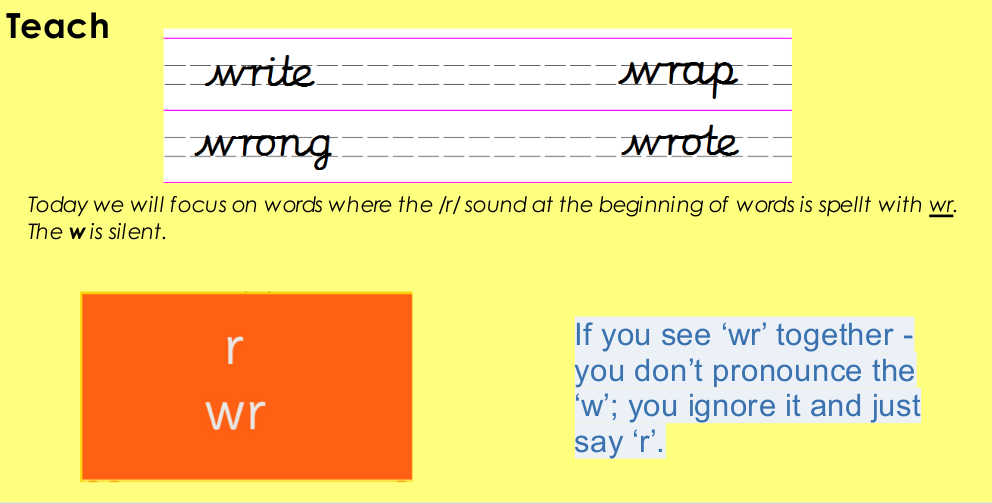 Teach
write wrap
wrong wrote
Today we will focus on words where the /r/ sound at the beginning of words is spellt with wr.
The w is silent.
r
wr
If you see ‘wr’ together -
you don’t pronounce the
‘w’; you ignore it and just
say ‘r’.